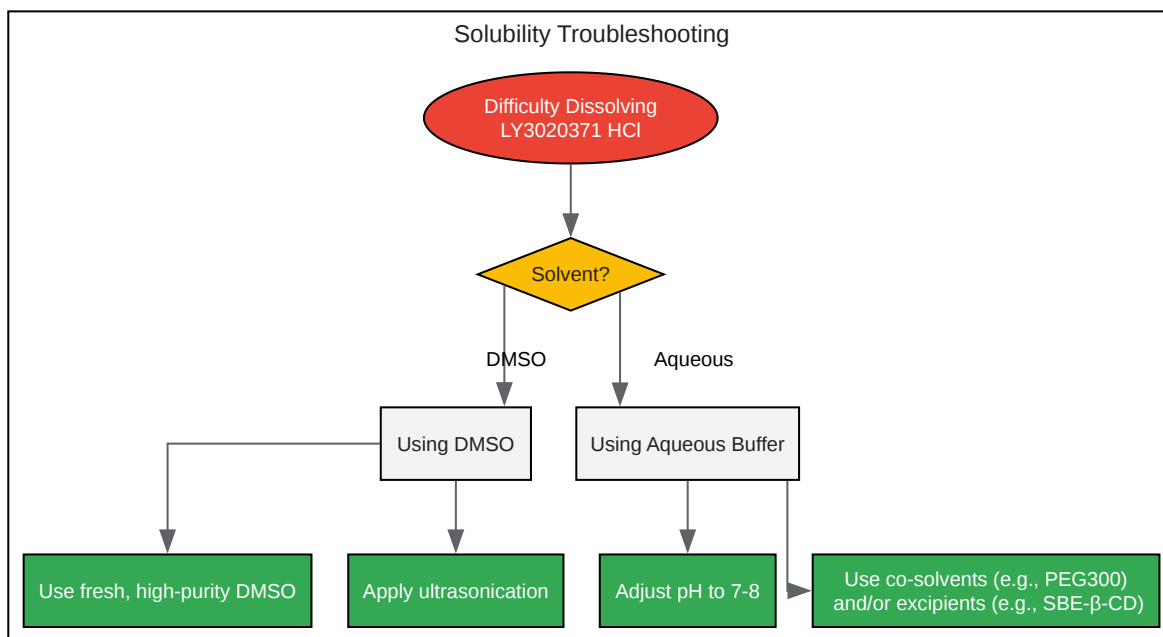 Solubility Troubleshooting
Difficulty Dissolving
LY3020371 HCl
Solvent?
DMSO
Aqueous
Using DMSO
Using Aqueous Buffer
Use fresh, high-purity DMSO
Apply ultrasonication
Adjust pH to 7-8
Use co-solvents (e.g., PEG300)
and/or excipients (e.g., SBE-β-CD)